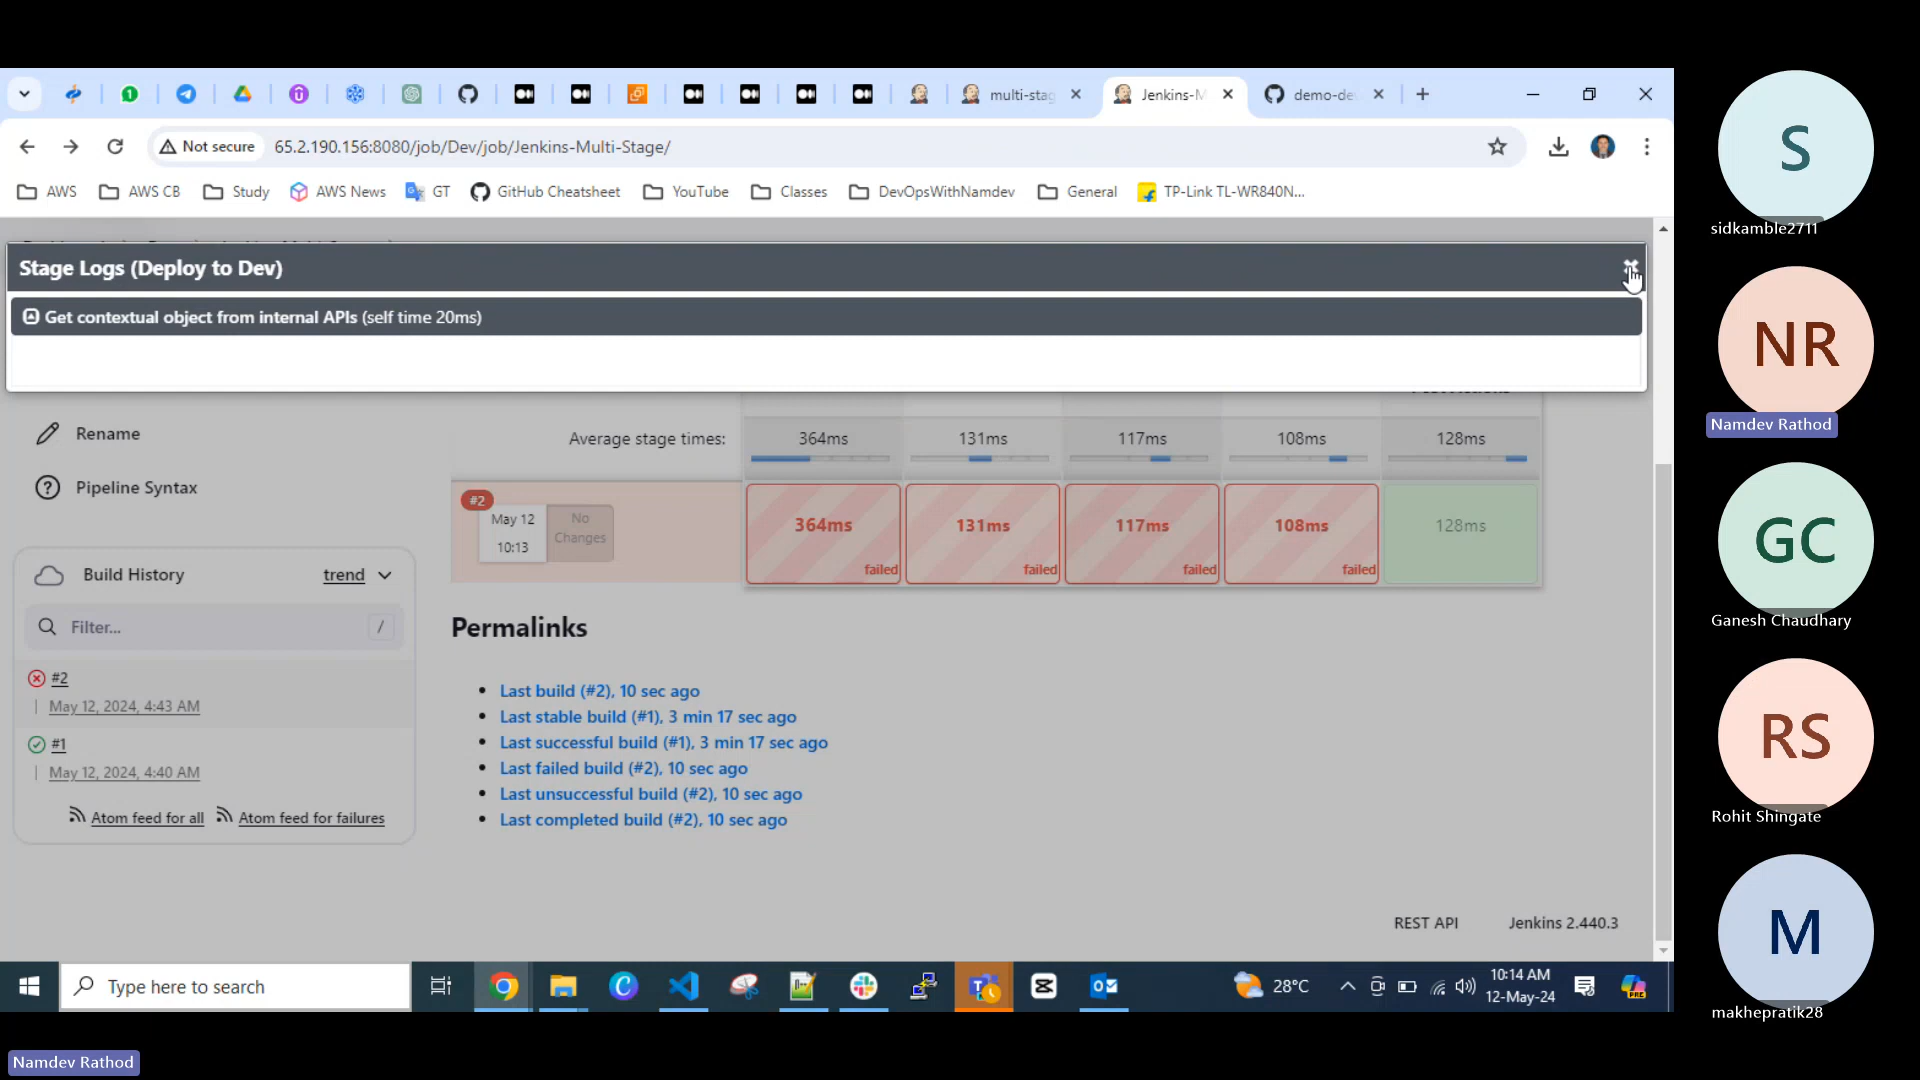 multi-stag
Jenkins-M
demo-de
Not secure
65.2.190.156:8080/job/Dev/job/Jenkins-Multi-Stage/
AWS
AWS CB
Study
AWS News
GT
GitHub Cheatsheet
YouTube
Classes
DevOpsWithNamdev
General
TP-Link TL-WR840N...
Stage Logs (Deploy to Dev)
Get contextual object from internal APIs (self time 20ms)
Rename
Pipeline Syntax
Average stage times:
364ms
131ms
117ms
108ms
128ms
#2
May 12
10:13
No
Changes
364ms
failed
131ms
failed
117ms
failed
108ms
failed
128ms
Build History
trend
Filter...
/
#2
May 12, 2024, 4:43 AM
#1
May 12, 2024, 4:40 AM
Atom feed for all
Atom feed for failures
Permalinks
Last build (#2), 10 sec ago
Last stable build (#1), 3 min 17 sec ago
Last successful build (#1), 3 min 17 sec ago
Last failed build (#2), 10 sec ago
Last unsuccessful build (#2), 10 sec ago
Last completed build (#2), 10 sec ago
REST API
Jenkins 2.440.3
Type here to search
28°C
10:14 AM
12-May-24
S
sidkamble2711
NR
Namdev Rathod
GC
Ganesh Chaudhary
RS
Rohit Shingate
M
makhepratik28
Namdev Rathod